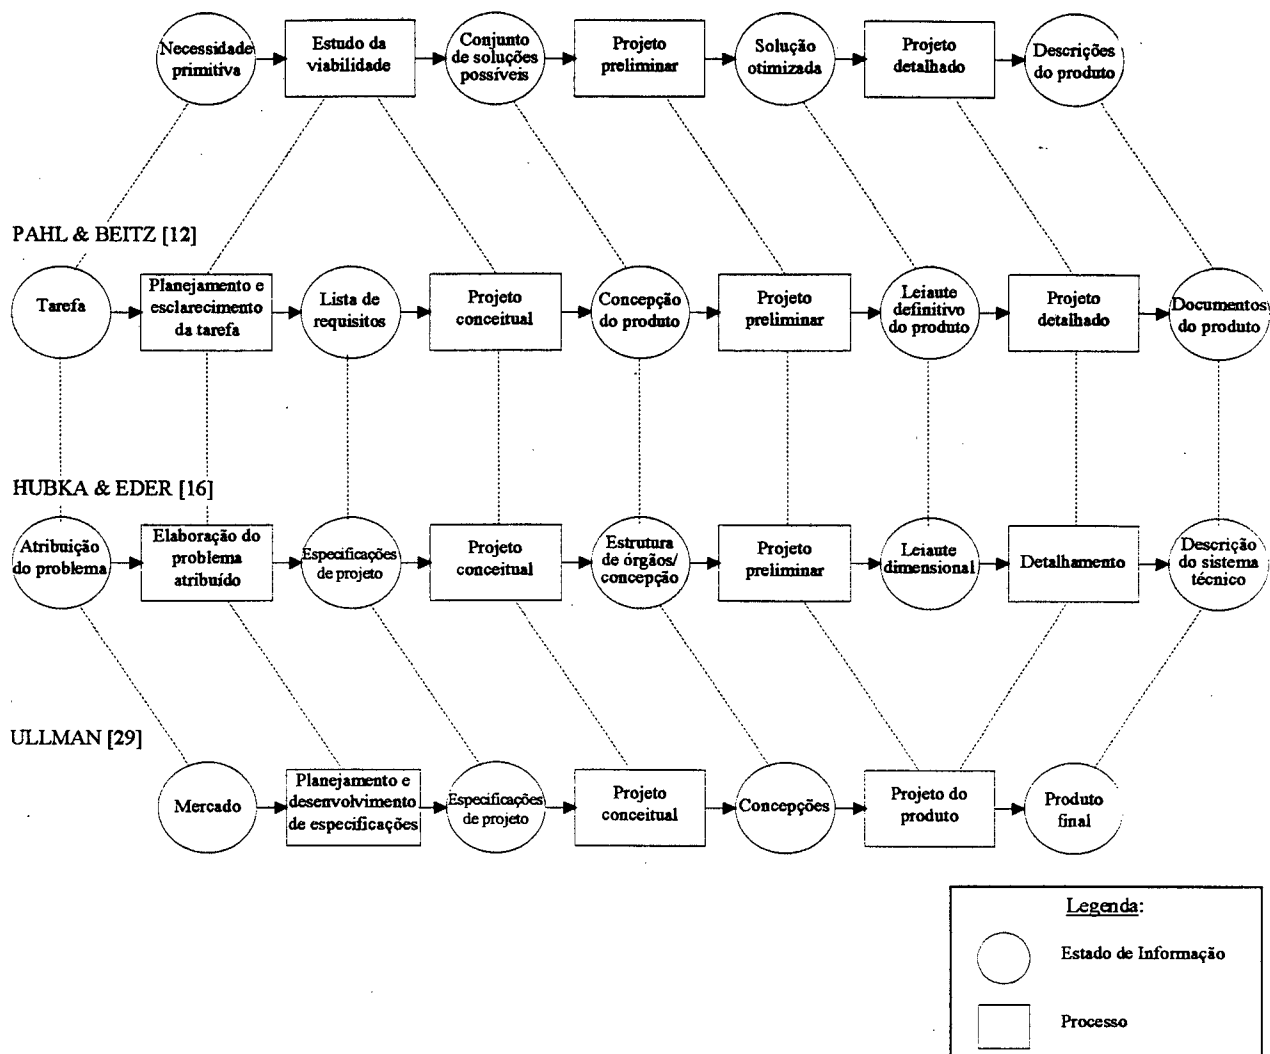 Necessidade
primitiva
Estudo da
viabilidade
Conjunto
de soluções
possíveis
Projeto
preliminar
Solução
otimizada
Projeto
detalhado
Descrições
do produto
PAHL & BEITZ [12]
Tarefa
Planejamento e
esclarecimento
da tarefa
Lista de
requisitos
Projeto
conceitual
Concepção
do produto
Projeto
preliminar
Leiaute
definitivo
do produto
Projeto
detalhado
Documentos
do produto
HUBKA & EDER [16]
Atribuição
do problema
Elaboração do
problema
atribuído
Especificações
de projeto
Projeto
conceitual
Estrutura
de órgãos/
concepção
Projeto
preliminar
Leiaute
dimensional
Detalhamento
Descrição
do sistema
técnico
ULLMAN [29]
Mercado
Planejamento e
desenvolvimento
de especificações
Especificações
de projeto
Projeto
conceitual
Concepções
Projeto do
produto
Produto
final
Legenda:
Estado de Informação
Processo